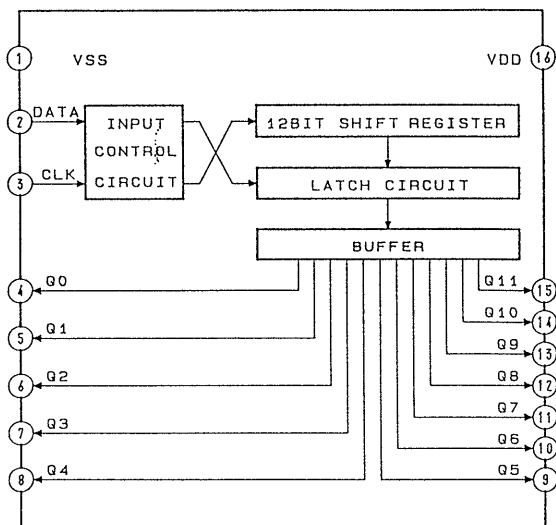 1 VSS VDD 16
2 DATA INPUT 12BIT SHIFT REGISTER
CONTROL
3 CLK CIRCUIT LATCH CIRCUIT
BUFFER
4 Q0 Q11 15
Q10 14
5 Q1 Q9 13
6 Q2 Q8 12
Q7 11
7 Q3 Q6 10
8 Q4 Q5 9